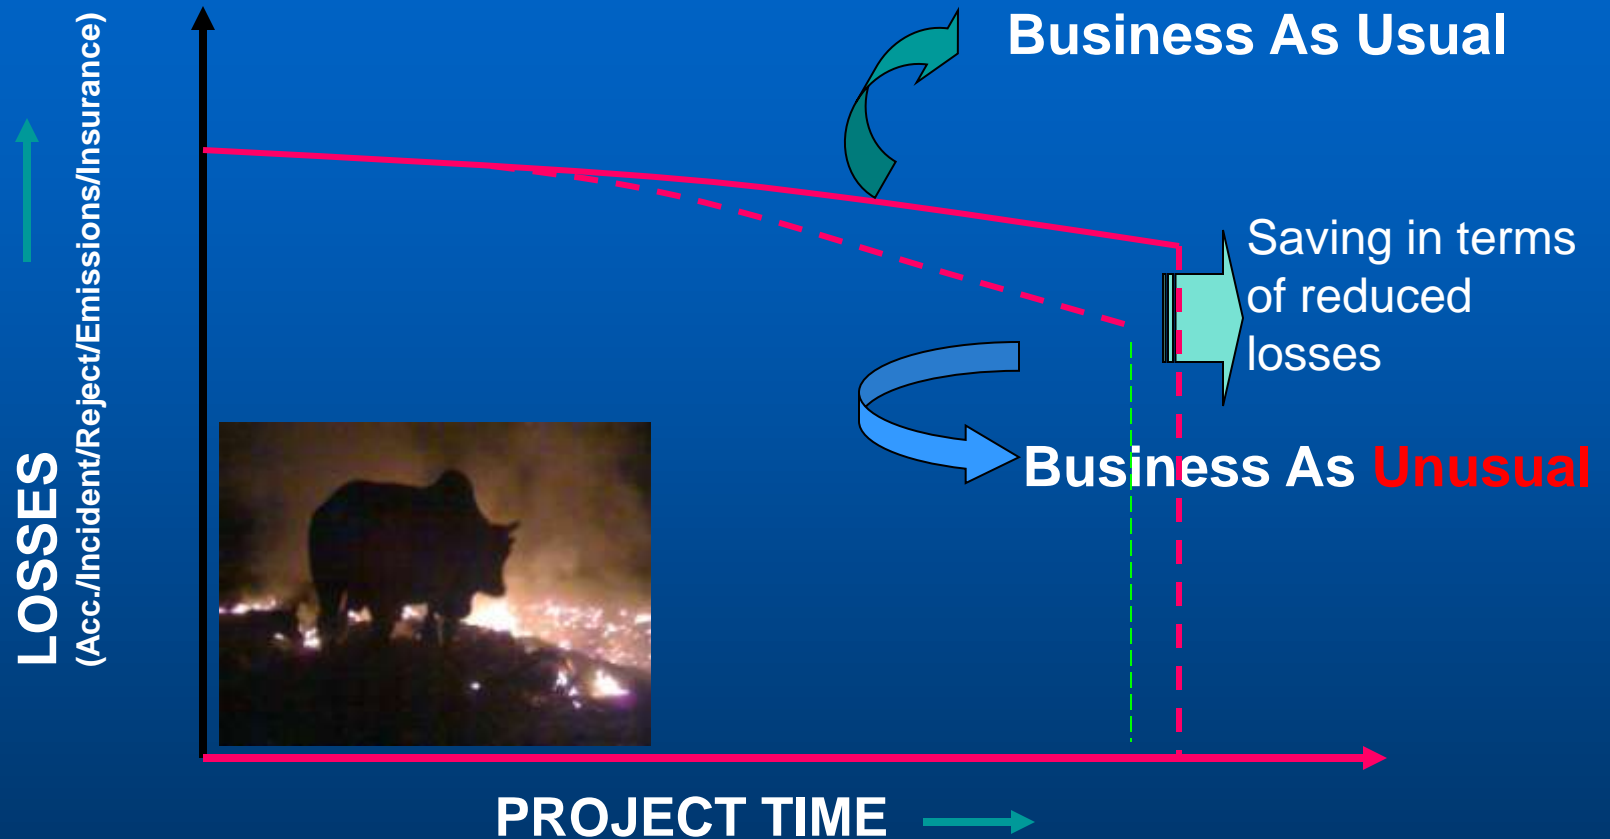 Business As Usual
LOSSES
(Acc./Incident/Reject/Emissions/Insurance)
Saving in terms
of reduced
losses
Business As Unusual
PROJECT TIME